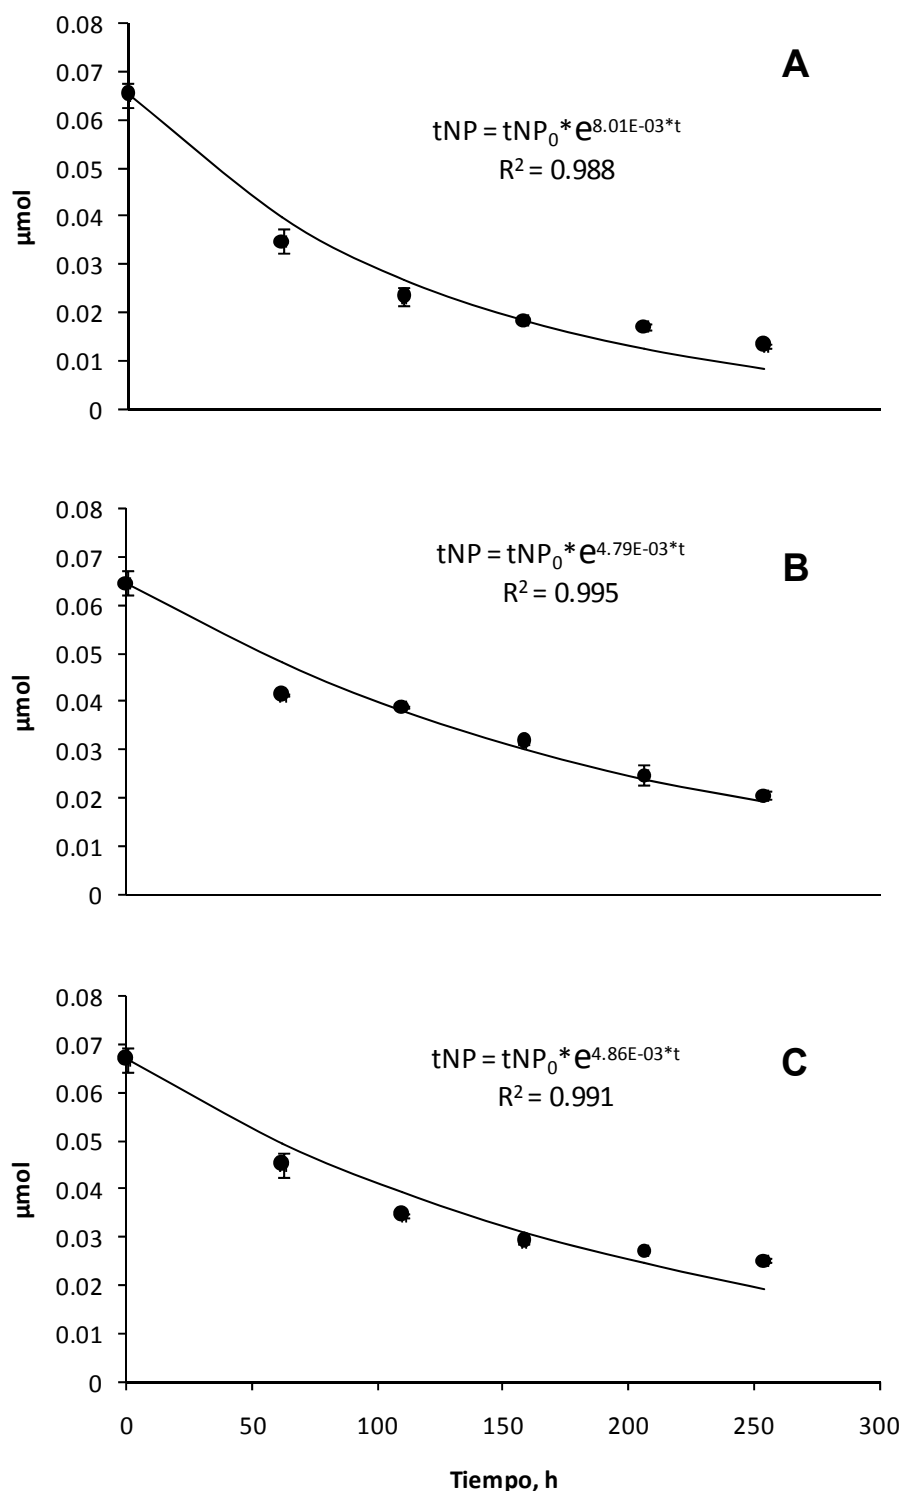 0.08
A
0.07
tNP = tNP₀*e^8.01E-03*t
0.06
R² = 0.988
0.05
0.04
µmol
0.03
0.02
0.01
0
0.08
B
0.07
tNP = tNP₀*e^4.79E-03*t
0.06
R² = 0.995
0.05
0.04
µmol
0.03
0.02
0.01
0
0.08
C
0.07
tNP = tNP₀*e^4.86E-03*t
0.06
R² = 0.991
0.05
0.04
µmol
0.03
0.02
0.01
0
0 50 100 150 200 250 300
Tiempo, h